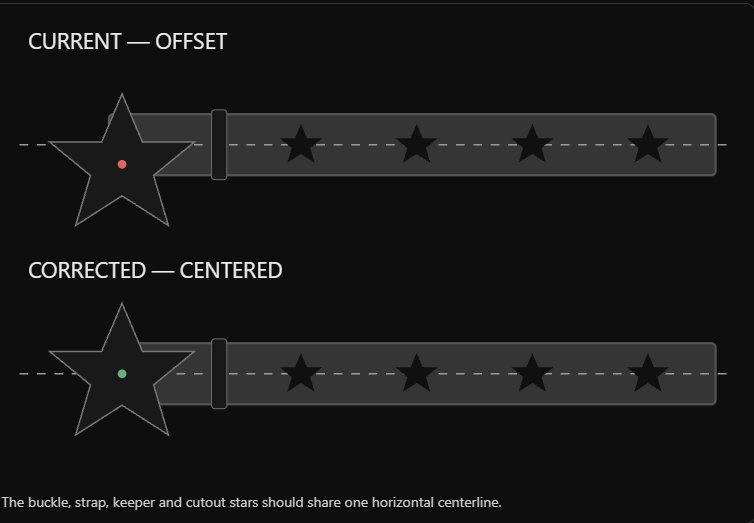 CURRENT — OFFSET
CORRECTED — CENTERED
The buckle, strap, keeper and cutout stars should share one horizontal centerline.